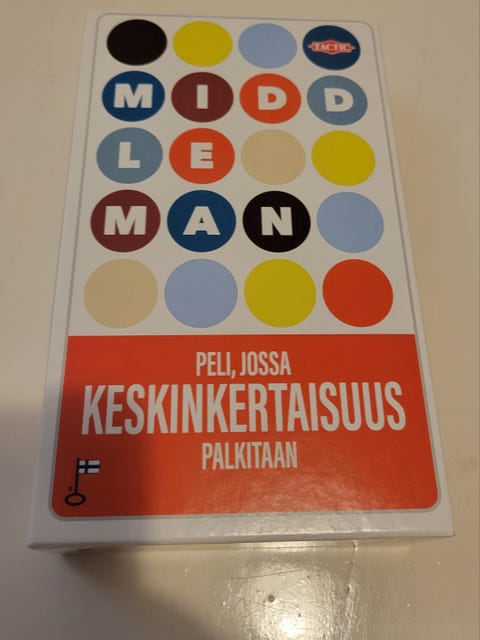 TACTIC
MIDD
LE
MAN
PELI, JOSSA
KESKINKERTAISUUS
PALKITAAN